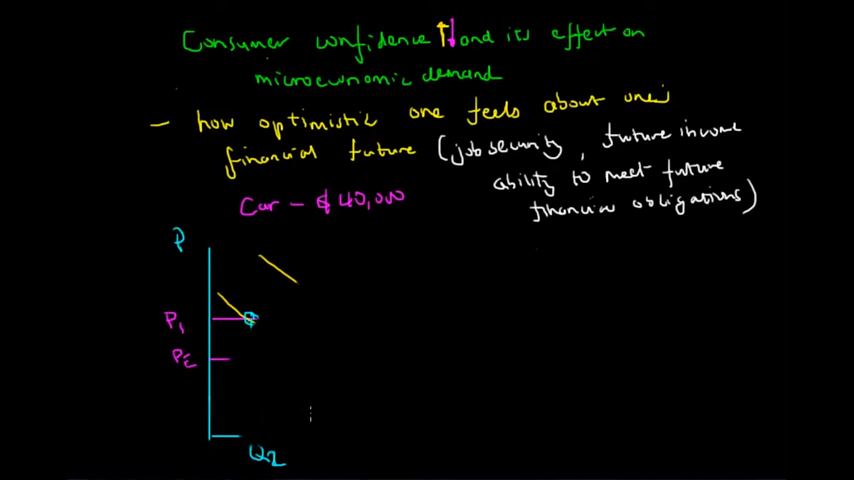 Consumer confidence ↑↓ and its effect on
microeconomic demand
- how optimistic one feels about one's
financial future (job security, future income
ability to meet future
financial obligations)
Car - $40,000
P
P1
PE
Q2